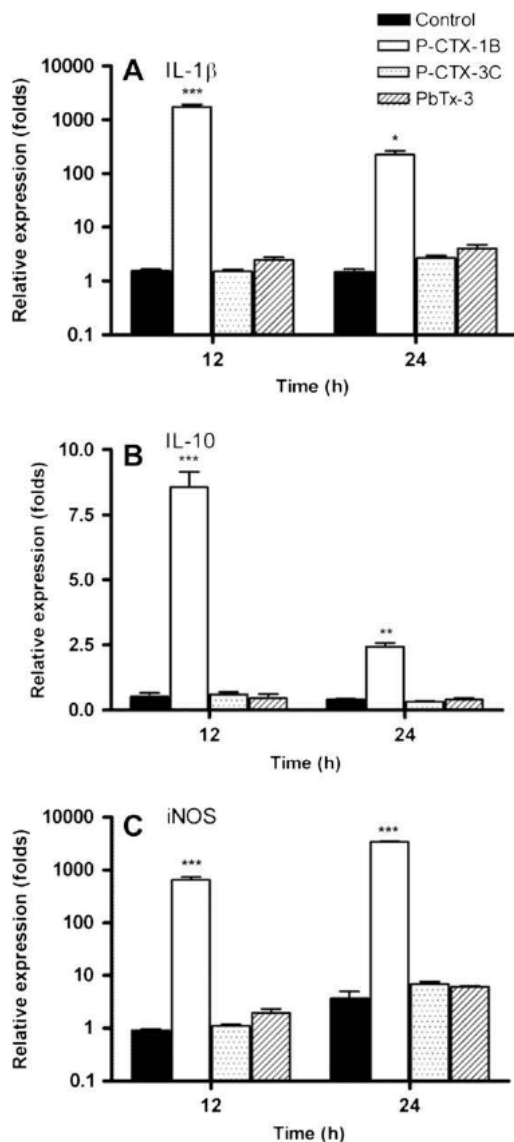 Control
P-CTX-1B
P-CTX-3C
PbTx-3
A IL-1β
Relative expression (folds)
10000
1000
100
10
1
0.1
***
*
12 24
Time (h)
B IL-10
Relative expression (folds)
10.0
7.5
5.0
2.5
0.0
***
**
12 24
Time (h)
C iNOS
Relative expression (folds)
10000
1000
100
10
1
0.1
***
***
12 24
Time (h)